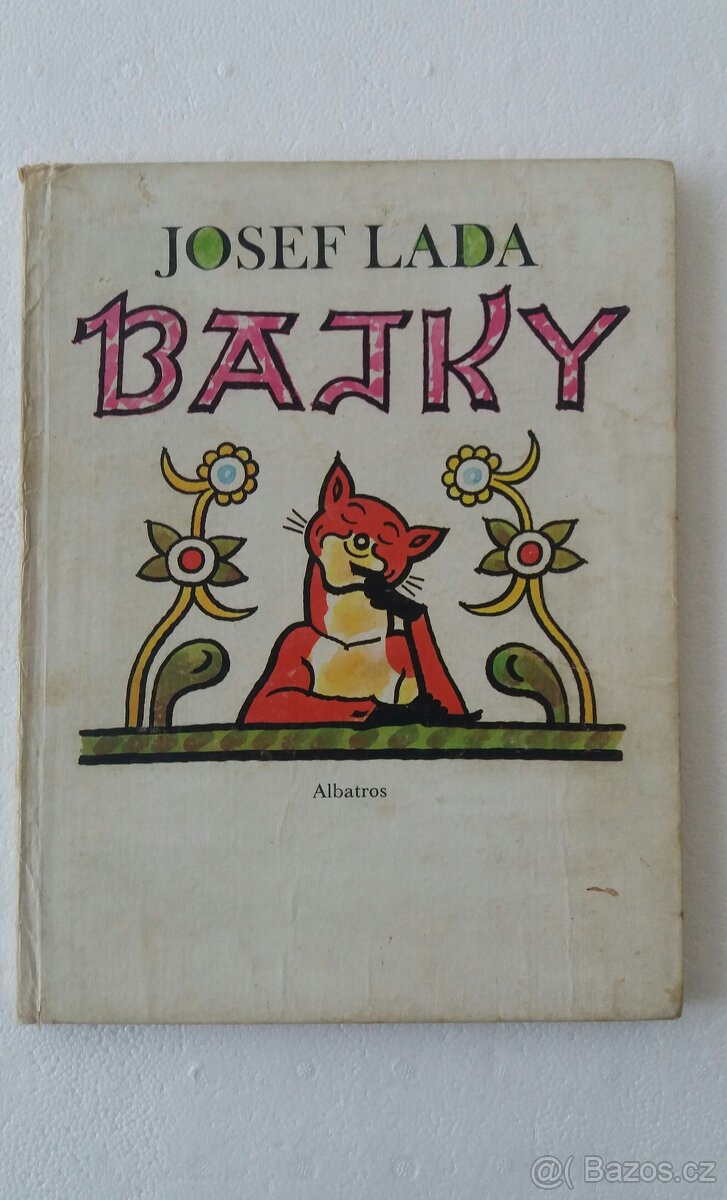 JOSEF LADA
BAJKY
Albatros
@( Bazos.cz